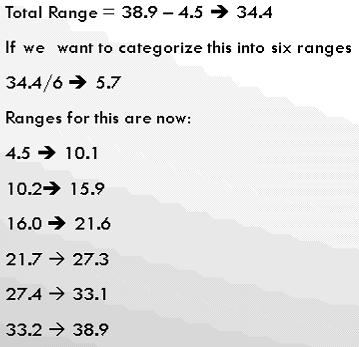 Total Range = 38.9 – 4.5 ➔ 34.4
If we want to categorize this into six ranges
34.4/6 ➔ 5.7
Ranges for this are now:
4.5 ➔ 10.1
10.2➔ 15.9
16.0 ➔ 21.6
21.7 → 27.3
27.4 → 33.1
33.2 → 38.9